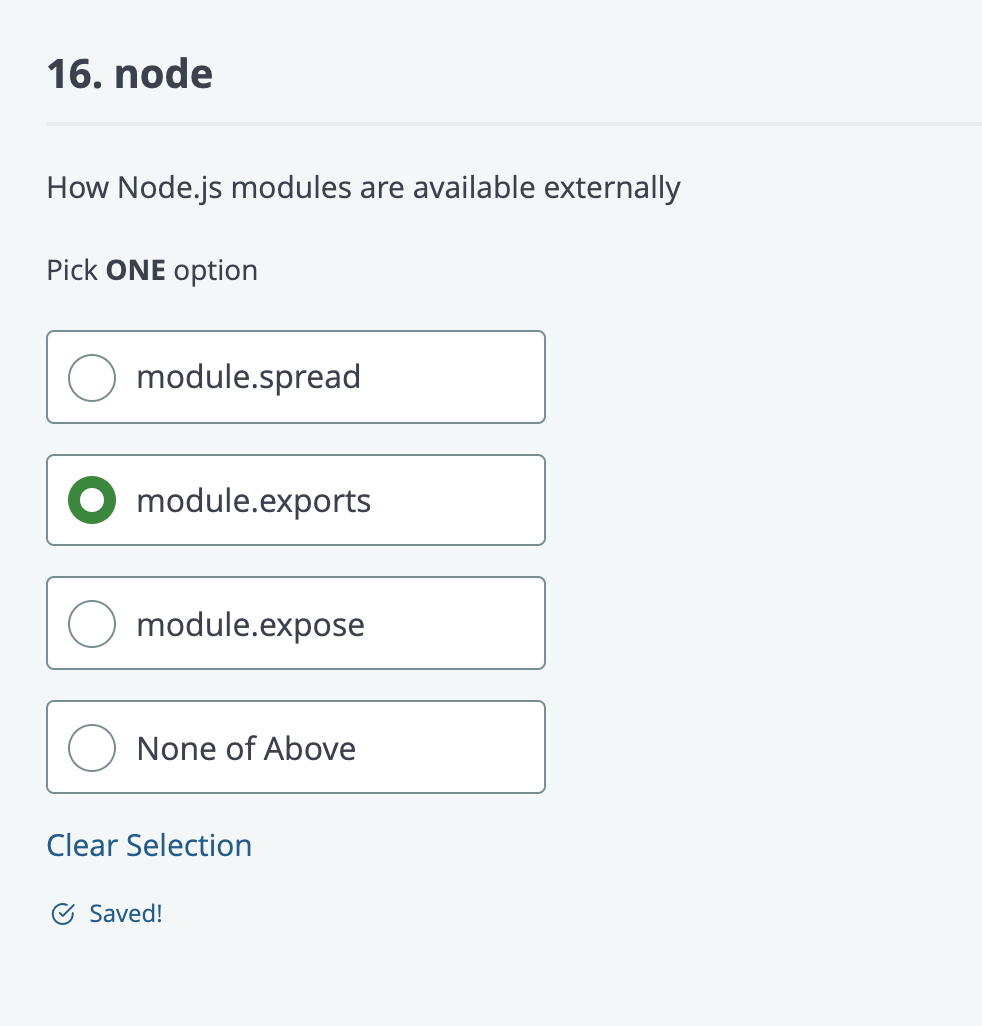 16. node
How Node.js modules are available externally
Pick ONE option
module.spread
module.exports
module.expose
None of Above
Clear Selection
Saved!